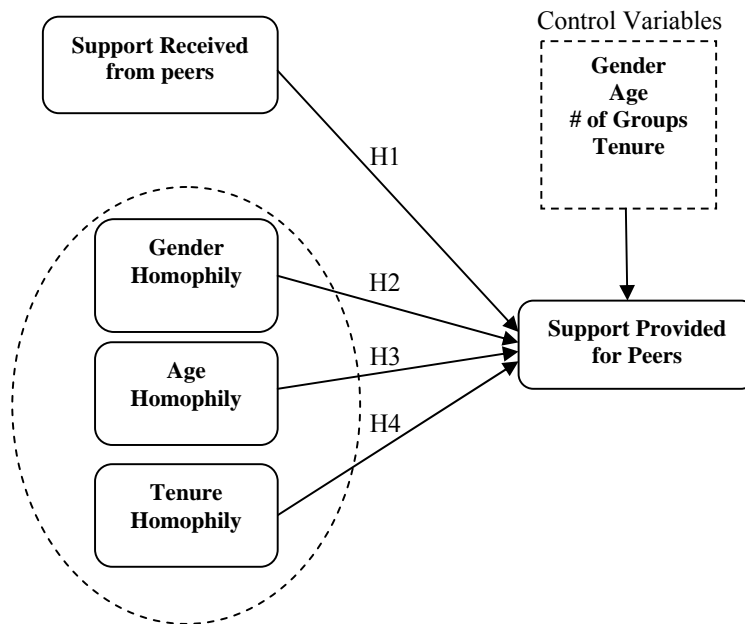 Control Variables
Support Received
from peers
Gender
Age
# of Groups
Tenure
H1
Gender
Homophily
H2
Support Provided
for Peers
H3
Age
Homophily
H4
Tenure
Homophily